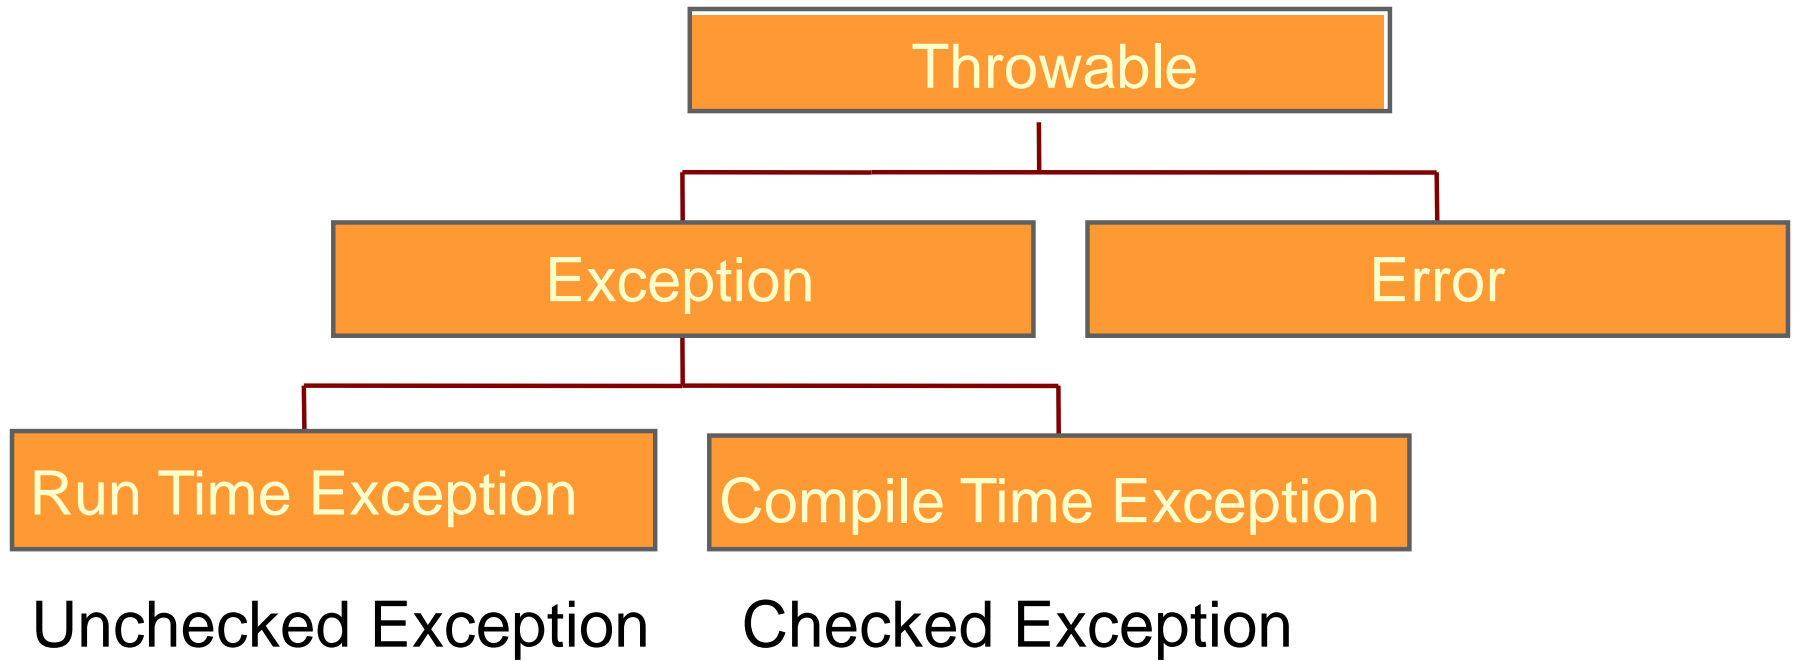 Throwable
Exception
Error
Run Time Exception
Compile Time Exception
Unchecked Exception
Checked Exception